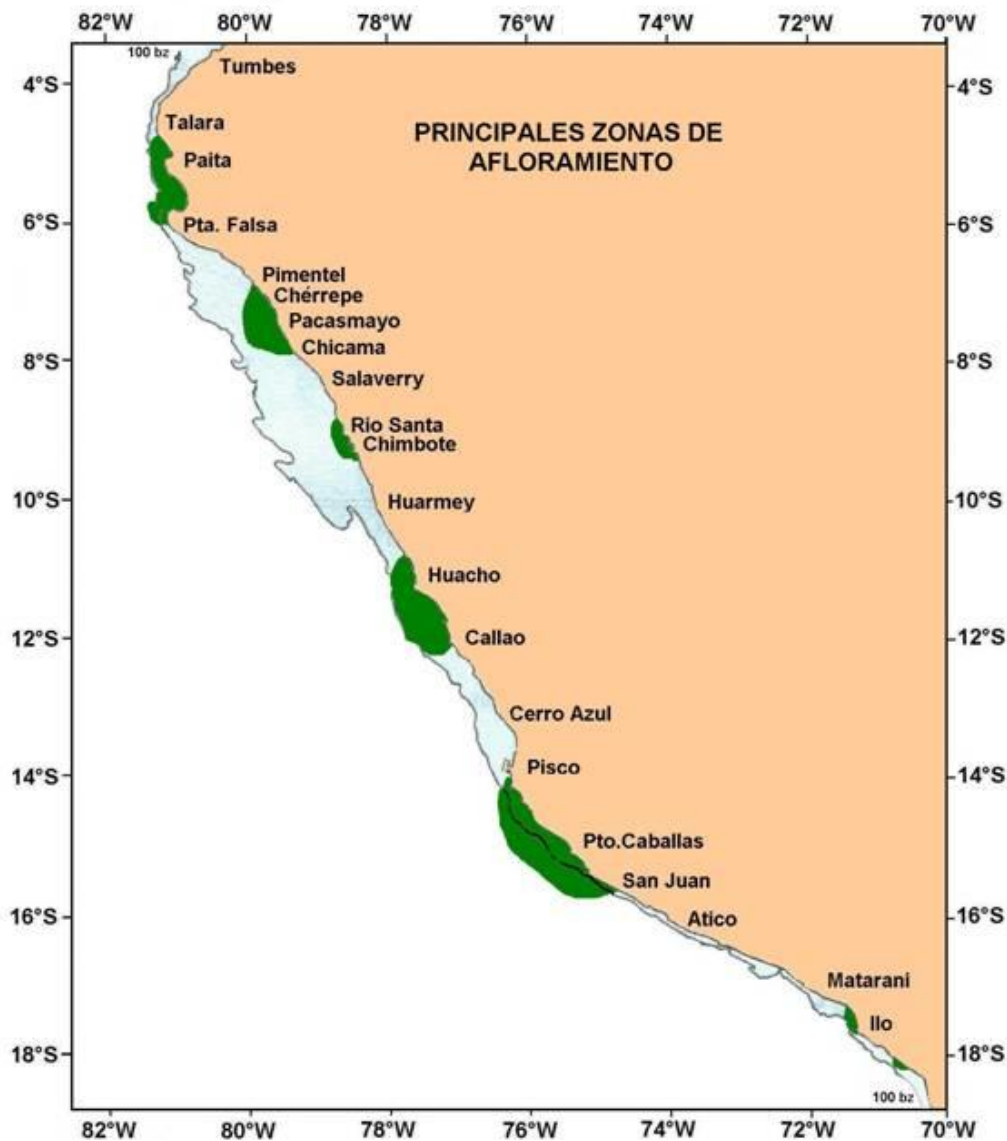 82°W 80°W 78°W 76°W 74°W 72°W 70°W
100 bz
Tumbes
4°S 4°S
Talara
PRINCIPALES ZONAS DE
AFLORAMIENTO
Paita
6°S Pta. Falsa 6°S
Pimentel
Chérrepe
Pacasmayo
Chicama
8°S 8°S
Salaverry
Rio Santa
Chimbote
10°S Huarmey 10°S
Huacho
12°S Callao 12°S
Cerro Azul
Pisco
14°S 14°S
Pto.Caballas
San Juan
16°S Atico 16°S
Matarani
Ilo
18°S 18°S
100 bz
82°W 80°W 78°W 76°W 74°W 72°W 70°W